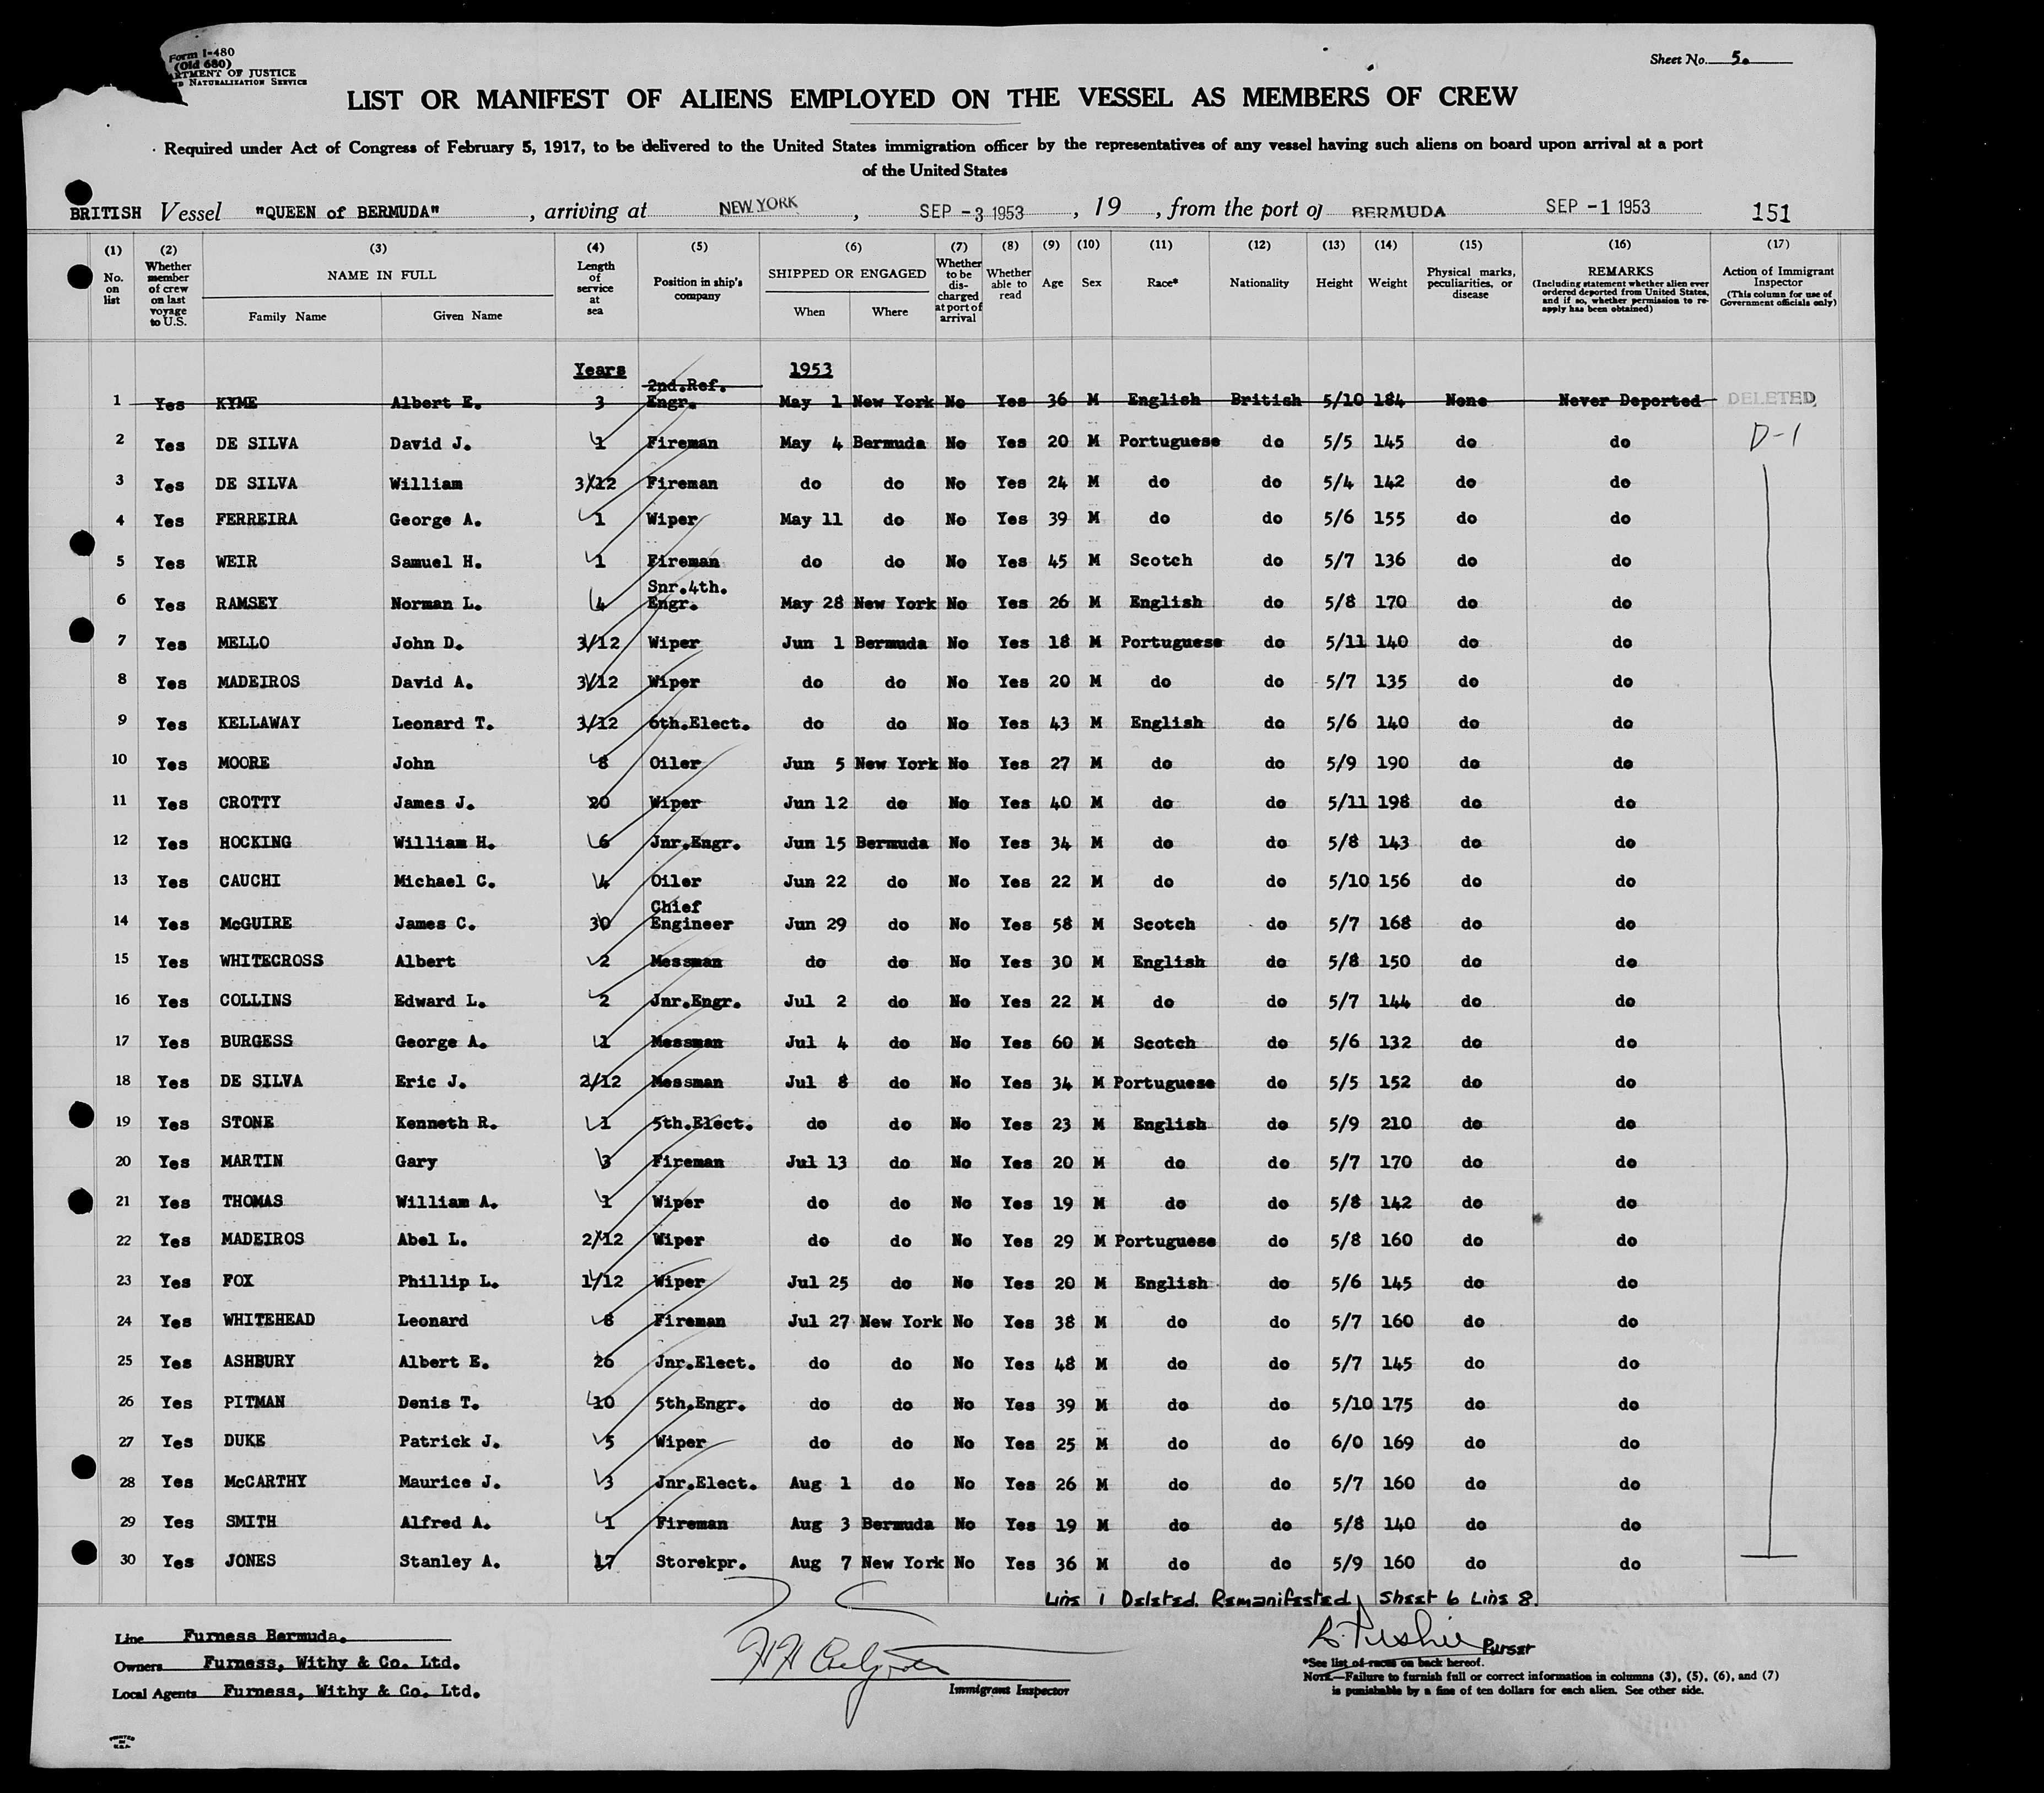 Form I-480
(Old 680)
ARTMENT OF JUSTICE
NATURALIZATION SERVICE
Sheet No. 5.
LIST OR MANIFEST OF ALIENS EMPLOYED ON THE VESSEL AS MEMBERS OF CREW
Required under Act of Congress of February 5, 1917, to be delivered to the United States immigration officer by the representatives of any vessel having such aliens on board upon arrival at a port
of the United States
BRITISH Vessel "QUEEN of BERMUDA", arriving at NEW YORK, SEP -3 1953, 19 , from the port of BERMUDA SEP -1 1953 151
(1) No. on list (2) Whether member of crew on last voyage to U.S. (3) NAME IN FULL Family Name Given Name (4) Length of service at sea (5) Position in ship's company (6) SHIPPED OR ENGAGED When Where (7) Whether to be discharged at port of arrival (8) Whether able to read (9) Age (10) Sex (11) Race* (12) Nationality (13) Height (14) Weight (15) Physical marks, peculiarities, or disease (16) REMARKS (Including statement whether alien ever ordered deported from United States, and if so, whether permission to re-apply has been obtained) (17) Action of Immigrant Inspector (This column for use of Government officials only)
Years 1953
1 Yes KYME Albert E. 3 2nd.Ref. Engr. May 1 New York No Yes 36 M English British 5/10 184 None Never Deported DELETED
2 Yes DE SILVA David J. 1 Fireman May 4 Bermuda No Yes 20 M Portuguese do 5/5 145 do do D-1
3 Yes DE SILVA William 3/12 Fireman do do No Yes 24 M do do 5/4 142 do do
4 Yes FERREIRA George A. 1 Wiper May 11 do No Yes 39 M do do 5/6 155 do do
5 Yes WEIR Samuel H. 1 Fireman do do No Yes 45 M Scotch do 5/7 136 do do
6 Yes RAMSEY Norman L. 4 Snr.4th. Engr. May 28 New York No Yes 26 M English do 5/8 170 do do
7 Yes MELLO John D. 3/12 Wiper Jun 1 Bermuda No Yes 18 M Portuguese do 5/11 140 do do
8 Yes MADEIROS David A. 3/12 Wiper do do No Yes 20 M do do 5/7 135 do do
9 Yes KELLAWAY Leonard T. 3/12 6th.Elect. do do No Yes 43 M English do 5/6 140 do do
10 Yes MOORE John 8 Oiler Jun 5 New York No Yes 27 M do do 5/9 190 do do
11 Yes CROTTY James J. 20 Wiper Jun 12 do No Yes 40 M do do 5/11 198 do do
12 Yes HOCKING William H. 6 Jnr.Engr. Jun 15 Bermuda No Yes 34 M do do 5/8 143 do do
13 Yes CAUCHI Michael C. 4 Oiler Jun 22 do No Yes 22 M do do 5/10 156 do do
14 Yes McGUIRE James C. 30 Chief Engineer Jun 29 do No Yes 58 M Scotch do 5/7 168 do do
15 Yes WHITECROSS Albert 2 Messman do do No Yes 30 M English do 5/8 150 do do
16 Yes COLLINS Edward L. 2 Jnr.Engr. Jul 2 do No Yes 22 M do do 5/7 144 do do
17 Yes BURGESS George A. 1 Messman Jul 4 do No Yes 60 M Scotch do 5/6 132 do do
18 Yes DE SILVA Eric J. 2/12 Messman Jul 8 do No Yes 34 M Portuguese do 5/5 152 do do
19 Yes STONE Kenneth R. 1 5th.Elect. do do No Yes 23 M English do 5/9 210 do do
20 Yes MARTIN Gary 3 Fireman Jul 13 do No Yes 20 M do do 5/7 170 do do
21 Yes THOMAS William A. 1 Wiper do do No Yes 19 M do do 5/8 142 do do
22 Yes MADEIROS Abel L. 2/12 Wiper do do No Yes 29 M Portuguese do 5/8 160 do do
23 Yes FOX Phillip L. 1/12 Wiper Jul 25 do No Yes 20 M English do 5/6 145 do do
24 Yes WHITEHEAD Leonard 8 Fireman Jul 27 New York No Yes 38 M do do 5/7 160 do do
25 Yes ASHBURY Albert E. 26 Jnr.Elect. do do No Yes 48 M do do 5/7 145 do do
26 Yes PITMAN Denis T. 10 5th.Engr. do do No Yes 39 M do do 5/10 175 do do
27 Yes DUKE Patrick J. 5 Wiper do do No Yes 25 M do do 6/0 169 do do
28 Yes McCARTHY Maurice J. 3 Jnr.Elect. Aug 1 do No Yes 26 M do do 5/7 160 do do
29 Yes SMITH Alfred A. 1 Fireman Aug 3 Bermuda No Yes 19 M do do 5/8 140 do do
30 Yes JONES Stanley A. 17 Storekpr. Aug 7 New York No Yes 36 M do do 5/9 160 do do
Line 1 Deleted. Remanifested Sheet 6 Line 8.
Line Furness Bermuda.
Owners Furness, Withy & Co. Ltd.
Local Agents Furness, Withy & Co. Ltd.
Immigrant Inspector
Purser
*See list of races on back hereof.
NOTE.—Failure to furnish full or correct information in columns (3), (5), (6), and (7)
is punishable by a fine of ten dollars for each alien. See other side.
PRINTED
IN
U.S.A.